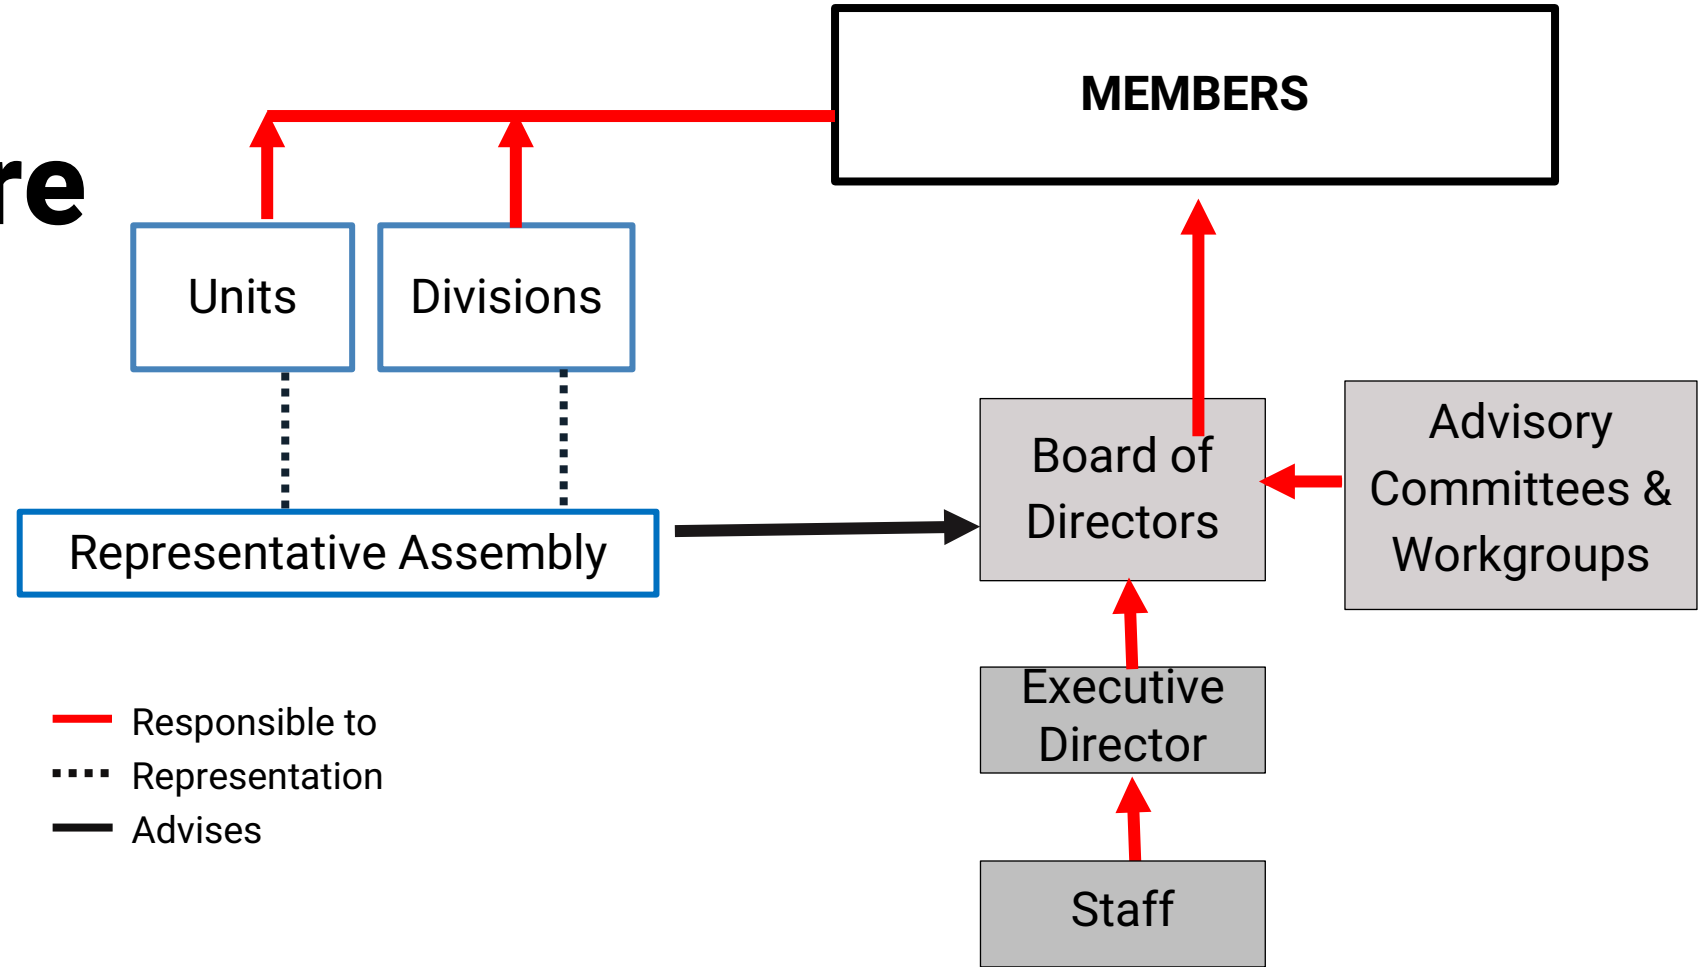 MEMBERS
re
Units
Divisions
Advisory
Committees &
Workgroups
Board of
Directors
Representative Assembly
Executive
Director
Responsible to
Representation
Advises
Staff